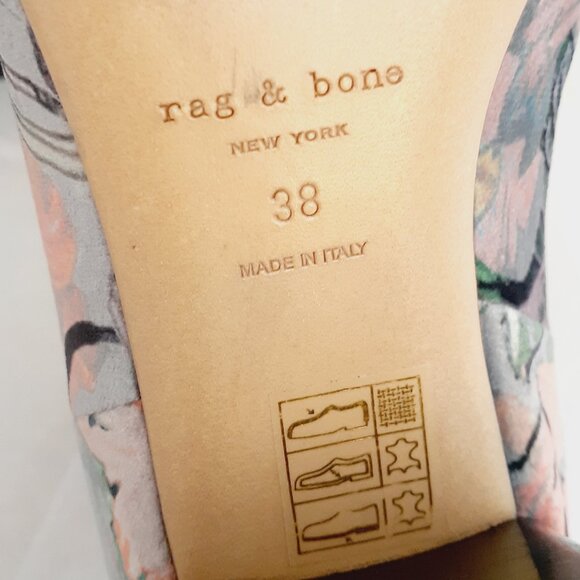 rag & bone
NEW YORK
38
MADE IN ITALY